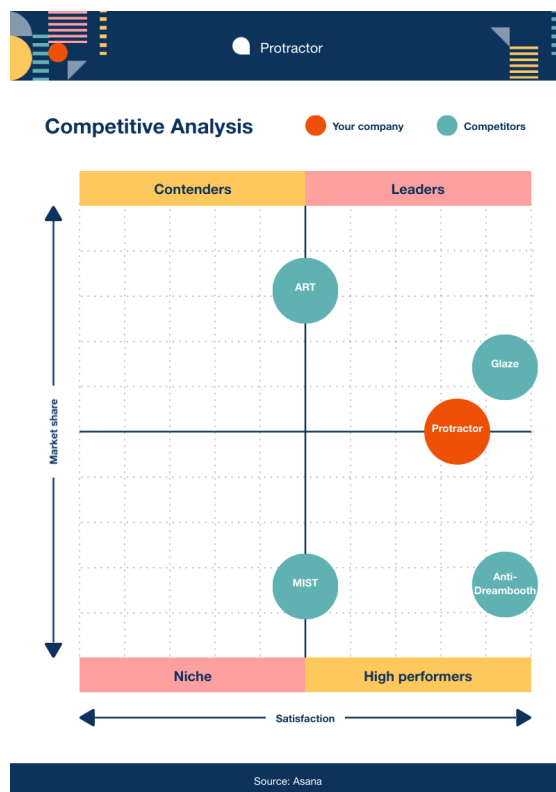 Protractor
Competitive Analysis
Your company
Competitors
Contenders
Leaders
ART
Glaze
Market share
Protractor
MIST
Anti-
Dreambooth
Niche
High performers
Satisfaction
Source: Asana